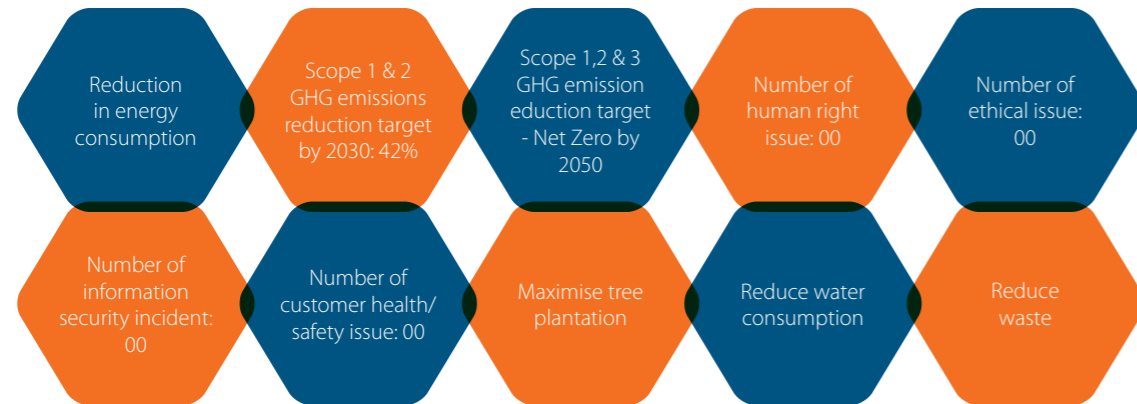 Reduction
in energy
consumption
Scope 1 & 2
GHG emissions
reduction target
by 2030: 42%
Scope 1,2 & 3
GHG emission
eduction target
- Net Zero by
2050
Number of
human right
issue: 00
Number of
ethical issue:
00
Number of
information
security incident:
00
Number of
customer health/
safety issue: 00
Maximise tree
plantation
Reduce water
consumption
Reduce
waste